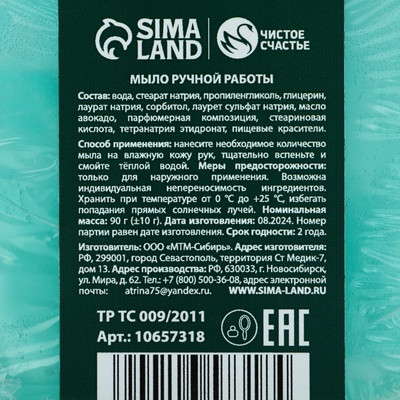 SIMA
LAND
ЧИСТОЕ
СЧАСТЬЕ
МЫЛО РУЧНОЙ РАБОТЫ
Состав: вода, стеарат натрия, пропиленгликоль, глицерин,
лаурат натрия, сорбитол, лаурет сульфат натрия, масло
авокадо, парфюмерная композиция, стеариновая
кислота, тетранатрия этидронат, пищевые красители.
Способ применения: нанесите необходимое количество
мыла на влажную кожу рук, тщательно вспеньте и
смойте тёплой водой. Меры предосторожности:
только для наружного применения. Возможна
индивидуальная непереносимость ингредиентов.
Хранить при температуре от 0 °С до +25 °С, избегать
попадания прямых солнечных лучей. Номинальная
масса: 90 г (±10 г). Дата изготовления: 08.2024. Номер
партии равен дате изготовления. Срок годности: 2 года.
Изготовитель: ООО «МТМ-Сибирь». Адрес изготовителя:
РФ, 299001, город Севастополь, территория Ст Медик-7,
дом 13. Адрес производства: РФ, 630033, г. Новосибирск,
ул. Мира, д. 62. Тел.: +7 (800) 500-36-08, адрес электронной
почты: atrina75@yandex.ru. WWW.SIMA-LAND.RU
ТР ТС 009/2011
Арт.: 10657318
EAC